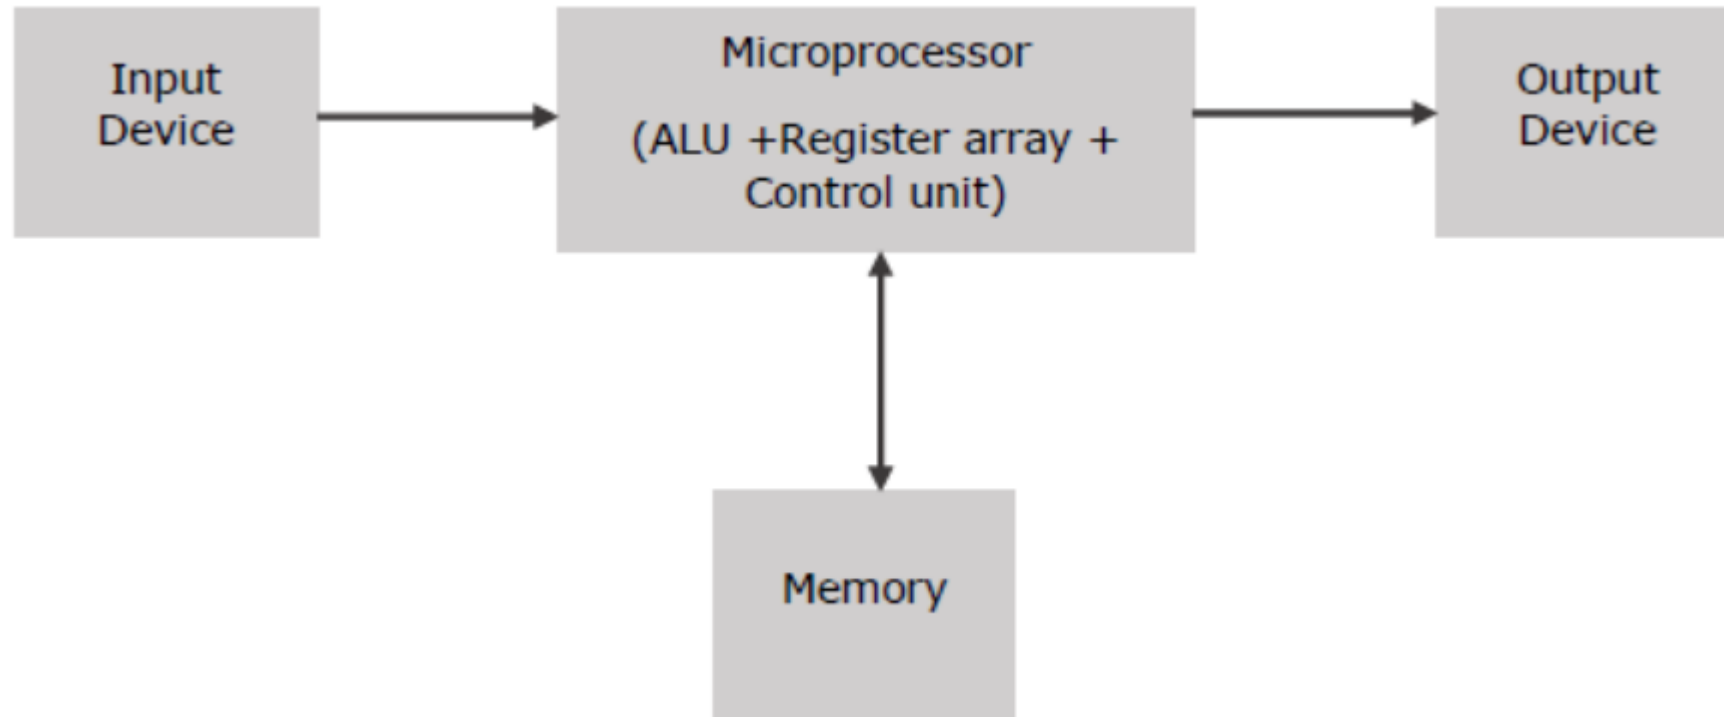 Input
Device
Microprocessor
(ALU +Register array +
Control unit)
Output
Device
Memory